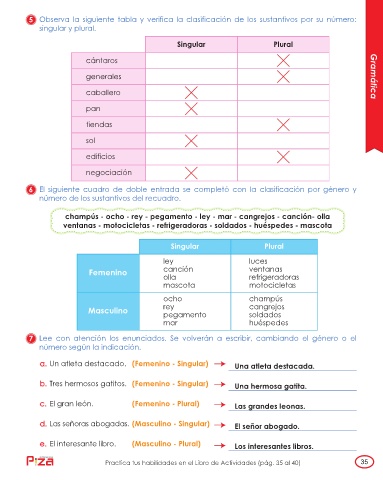 5 Observa la siguiente tabla y verifica la clasificación de los sustantivos por su número:
singular y plural.
Singular Plural
cántaros
generales
caballero
pan
tiendas
sol
edificios
negociación
Gramática
6 El siguiente cuadro de doble entrada se completó con la clasificación por género y
número de los sustantivos del recuadro.
champús - ocho - rey - pegamento - ley - mar - cangrejos - canción- olla
ventanas - motocicletas - refrigeradoras - soldados - huéspedes - mascota
Singular Plural
Femenino
ley luces
canción ventanas
olla refrigeradoras
mascota motocicletas
Masculino
ocho champús
rey cangrejos
pegamento soldados
mar huéspedes
7 Lee con atención los enunciados. Se volverán a escribir, cambiando el género o el
número según la indicación.
a. Un atleta destacado. (Femenino - Singular) Una atleta destacada.
b. Tres hermosos gatitos. (Femenino - Singular) Una hermosa gatita.
c. El gran león. (Femenino - Plural) Las grandes leonas.
d. Las señoras abogadas. (Masculino - Singular) El señor abogado.
e. El interesante libro. (Masculino - Plural) Los interesantes libros.
Practica tus habilidades en el Libro de Actividades (pág. 35 al 40)
35